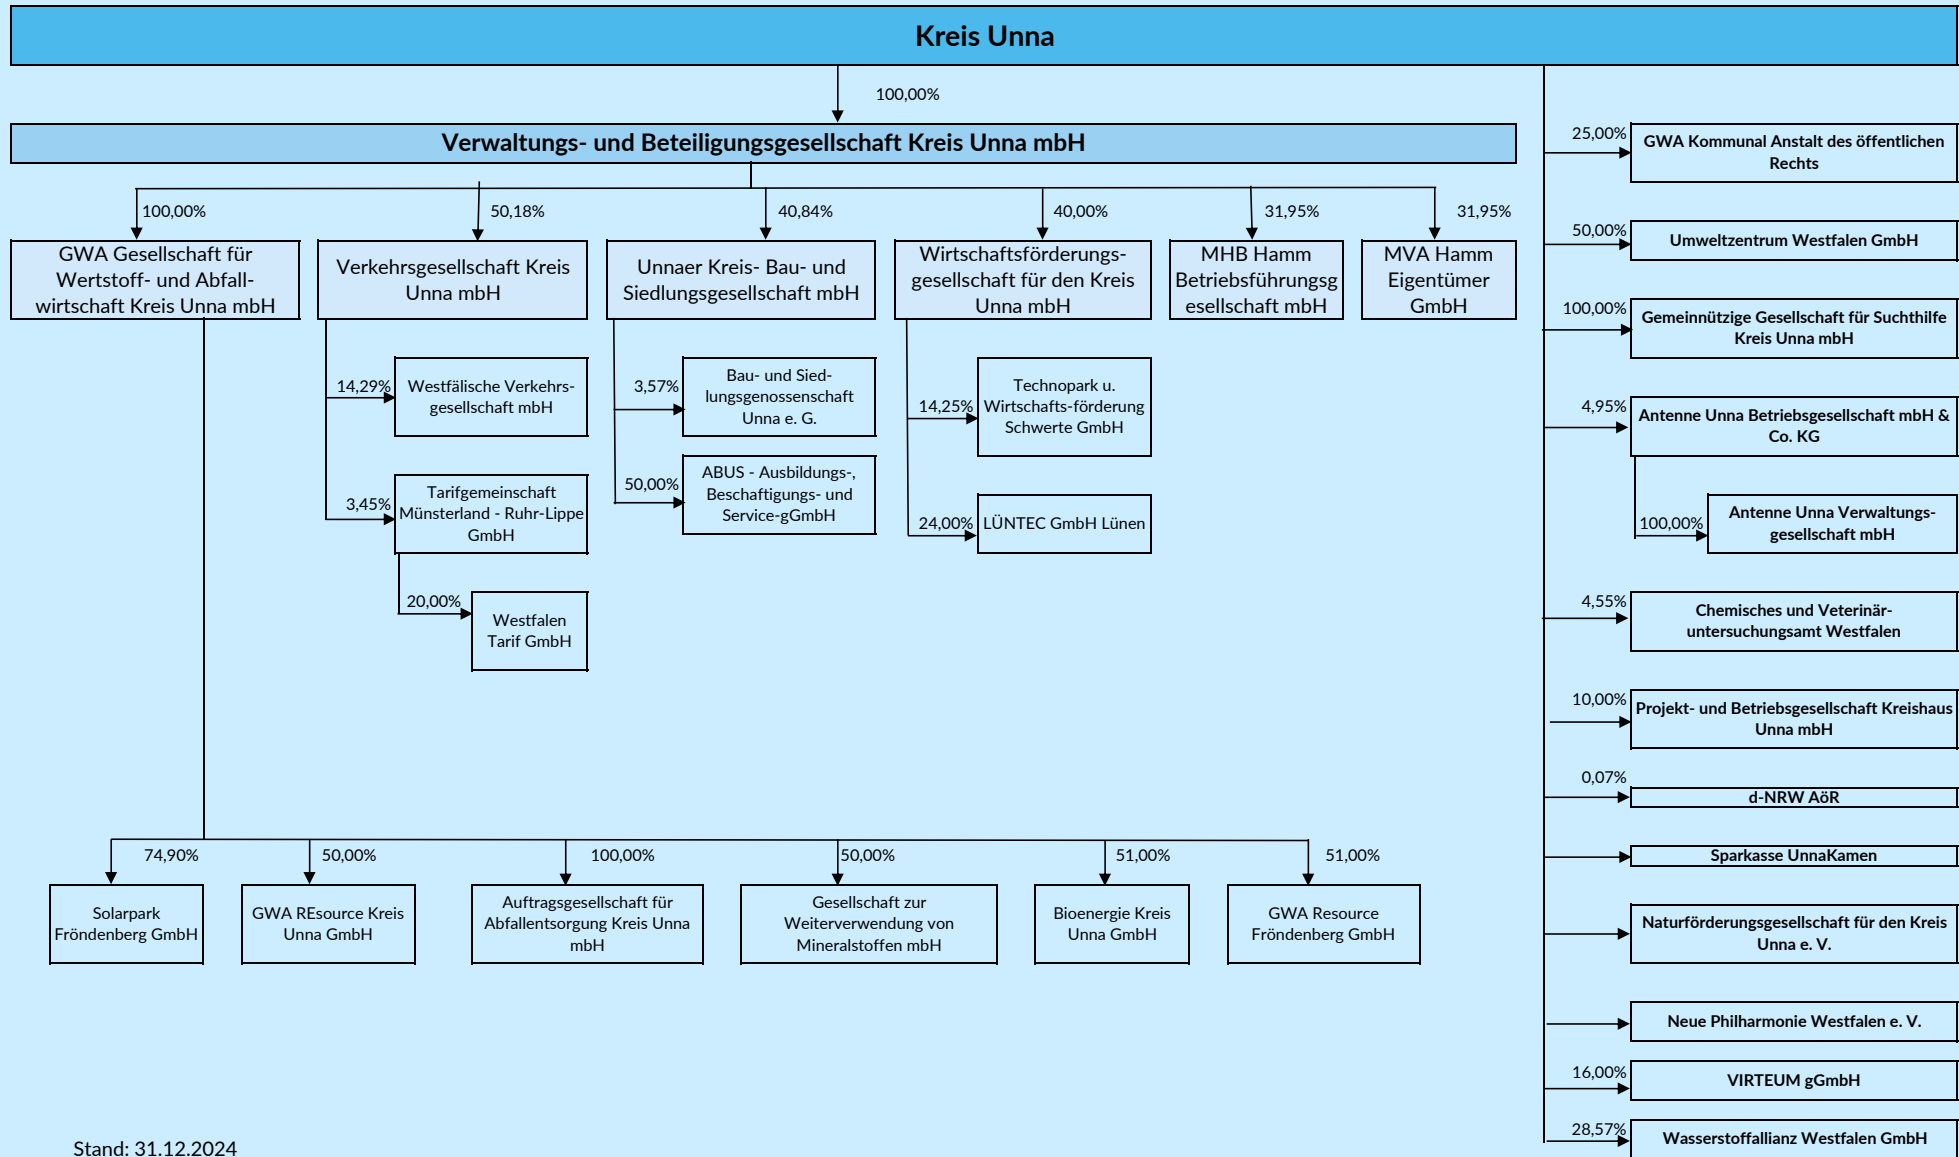 Kreis Unna
100,00%
Verwaltungs- und Beteiligungsgesellschaft Kreis Unna mbH
100,00%
50,18%
40,84%
40,00%
31,95%
31,95%
GWA Gesellschaft für
Wertstoff- und Abfall-
wirtschaft Kreis Unna mbH
Verkehrsgesellschaft Kreis
Unna mbH
Unnaer Kreis- Bau- und
Siedlungsgesellschaft mbH
Wirtschaftsförderungs-
gesellschaft für den Kreis
Unna mbH
MHB Hamm
Betriebsführungsg
esellschaft mbH
MVA Hamm
Eigentümer
GmbH
14,29%
Westfälische Verkehrs-
gesellschaft mbH
3,45%
Tarifgemeinschaft
Münsterland - Ruhr-Lippe
GmbH
20,00%
Westfalen
Tarif GmbH
3,57%
Bau- und Sied-
lungsgenossenschaft
Unna e. G.
50,00%
ABUS - Ausbildungs-,
Beschaftigungs- und
Service-gGmbH
14,25%
Technopark u.
Wirtschafts-förderung
Schwerte GmbH
24,00%
LÜNTEC GmbH Lünen
74,90%
50,00%
100,00%
50,00%
51,00%
51,00%
Solarpark
Fröndenberg GmbH
GWA REsource Kreis
Unna GmbH
Auftragsgesellschaft für
Abfallentsorgung Kreis Unna
mbH
Gesellschaft zur
Weiterverwendung von
Mineralstoffen mbH
Bioenergie Kreis
Unna GmbH
GWA Resource
Fröndenberg GmbH
25,00%
GWA Kommunal Anstalt des öffentlichen
Rechts
50,00%
Umweltzentrum Westfalen GmbH
100,00%
Gemeinnützige Gesellschaft für Suchthilfe
Kreis Unna mbH
4,95%
Antenne Unna Betriebsgesellschaft mbH &
Co. KG
100,00%
Antenne Unna Verwaltungs-
gesellschaft mbH
4,55%
Chemisches und Veterinär-
untersuchungsamt Westfalen
10,00%
Projekt- und Betriebsgesellschaft Kreishaus
Unna mbH
0,07%
d-NRW AöR
Sparkasse UnnaKamen
Naturförderungsgesellschaft für den Kreis
Unna e. V.
Neue Philharmonie Westfalen e. V.
16,00%
VIRTEUM gGmbH
28,57%
Wasserstoffallianz Westfalen GmbH
Stand: 31.12.2024